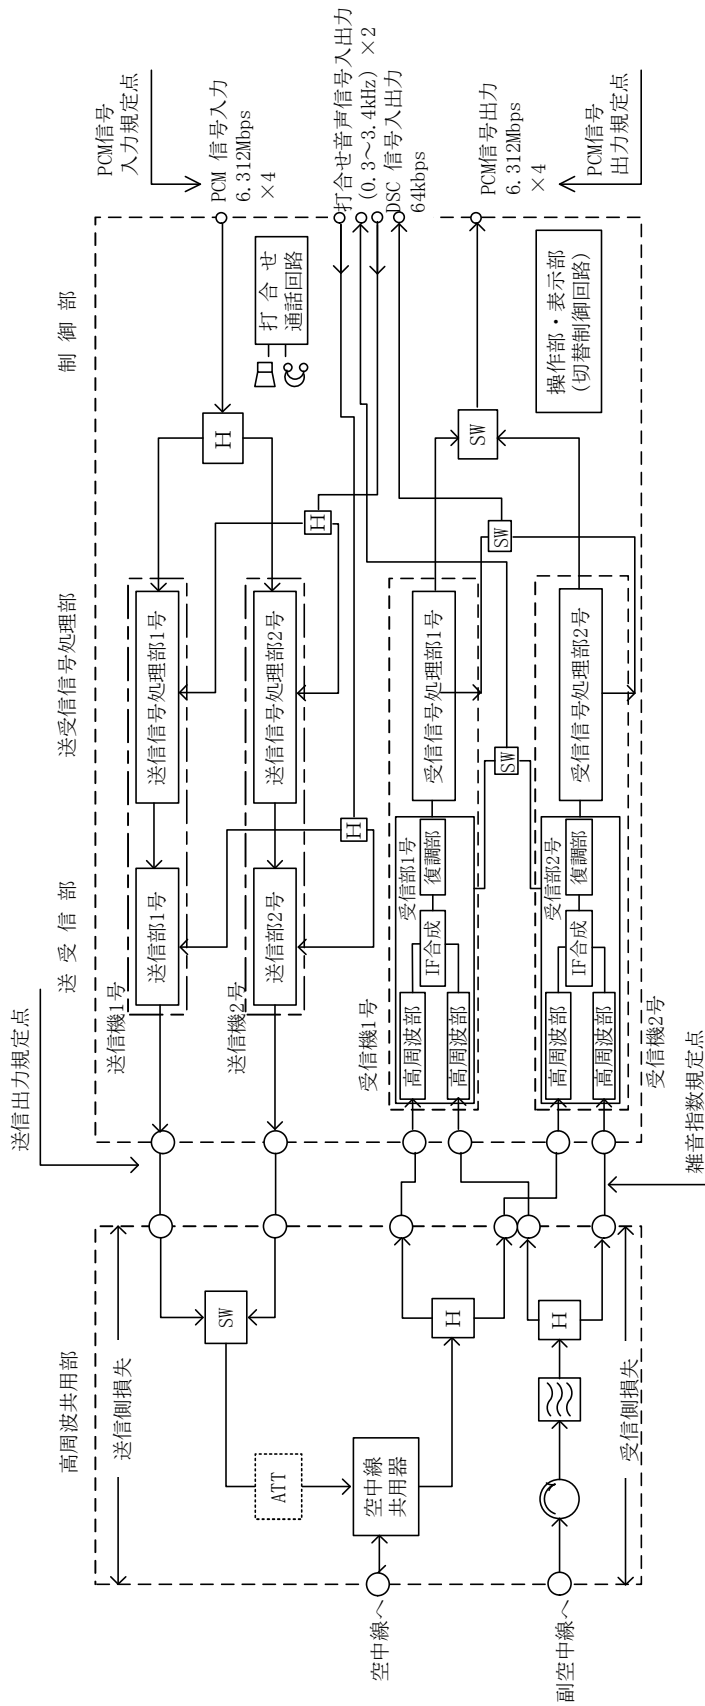 高周波共用部
送信側損失
SW
ATT
空中線
共用器
空中線へ
副空中線へ
H
H
受信側損失
送信出力規定点
雑音指数規定点
送 受 信 部
送受信信号処理部
制 御 部
送信機1号
送信部1号
送信信号処理部1号
送信機2号
送信部2号
送信信号処理部2号
H
H
H
受信機1号
受信部1号
高周波部
高周波部
IF合成
復調部
受信信号処理部1号
受信機2号
受信部2号
高周波部
高周波部
IF合成
復調部
受信信号処理部2号
SW
SW
SW
打 合 せ
通話回路
操作部・表示部
(切替制御回路)
PCM信号
入力規定点
PCM 信号入力
6.312Mbps
×4
打合せ音声信号入出力
(0.3～3.4kHz) ×2
DSC 信号入出力
64kbps
PCM信号出力
6.312Mbps
×4
PCM信号
出力規定点